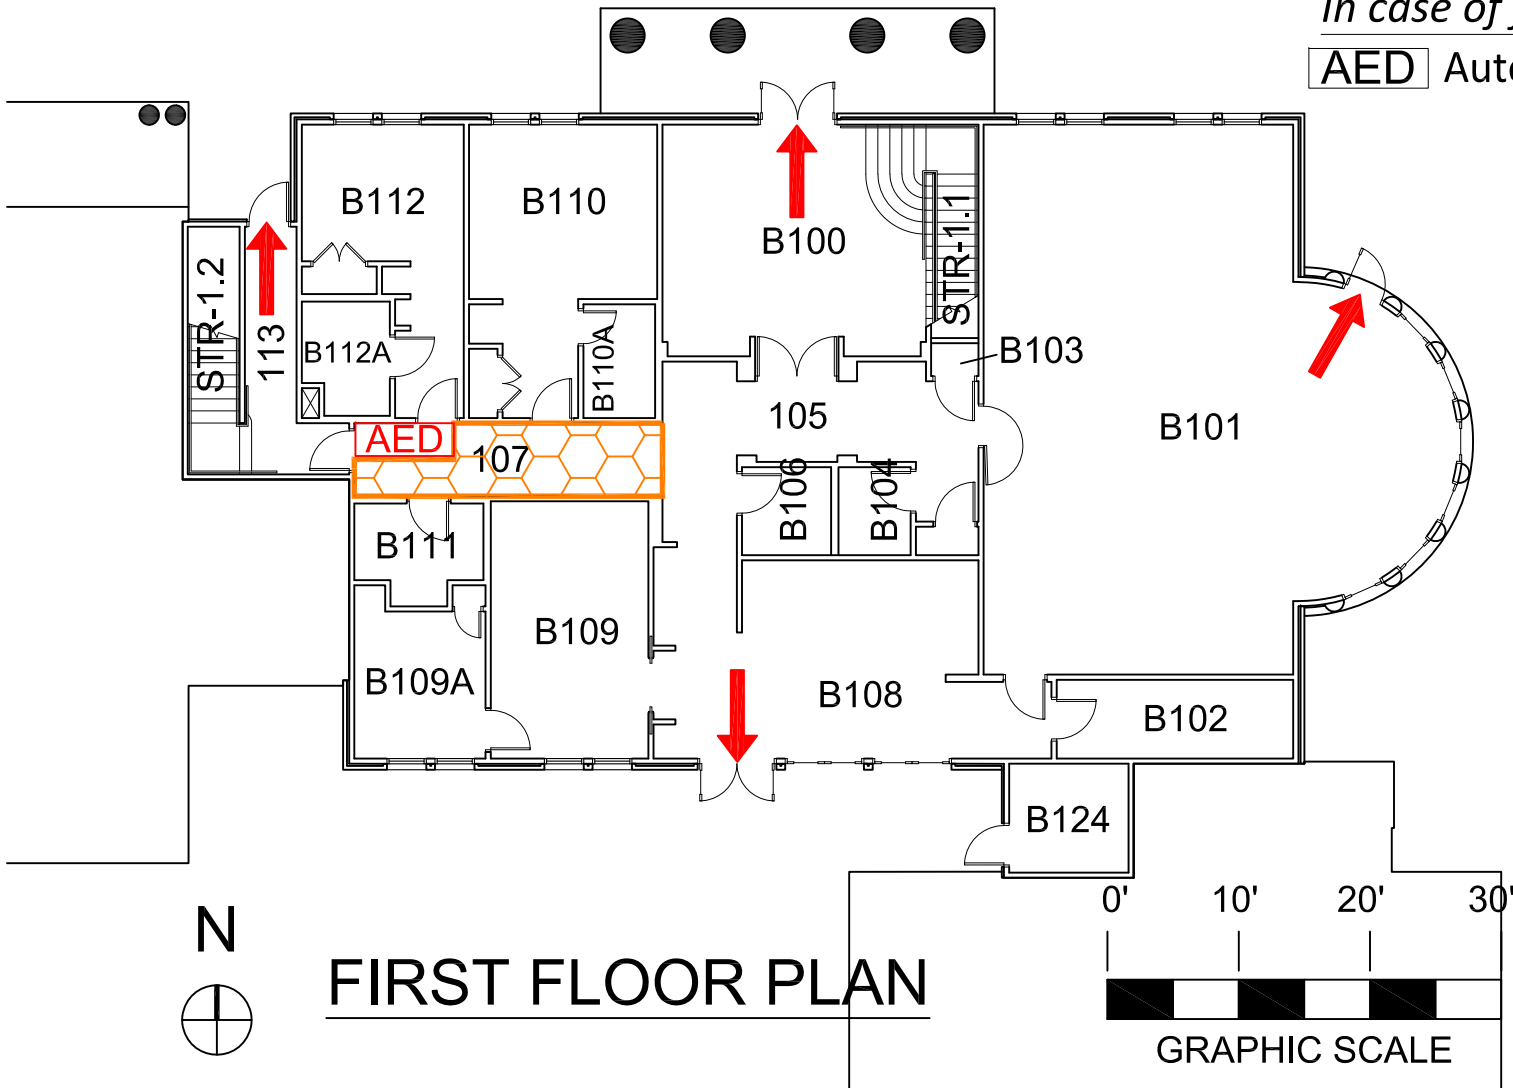 In case of
AED Auto
B112
B110
B100
STR-1.1
STR-1.2
113
B112A
B110A
B103
105
B101
AED
107
B106
B104
B111
B109
B109A
B108
B102
B124
N
FIRST FLOOR PLAN
0' 10' 20' 30'
GRAPHIC SCALE